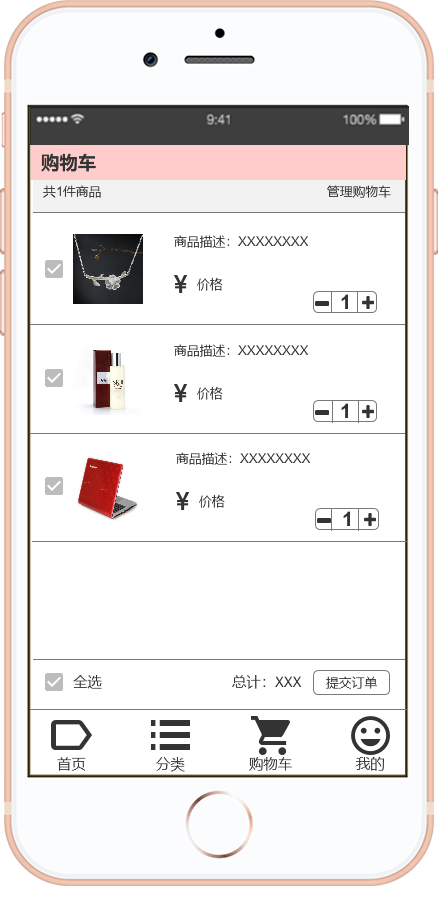 9:41 100%
购物车
共1件商品 管理购物车
商品描述：XXXXXXXX
¥ 价格
1
商品描述：XXXXXXXX
¥ 价格
1
商品描述：XXXXXXXX
¥ 价格
1
全选 总计：XXX 提交订单
首页 分类 购物车 我的